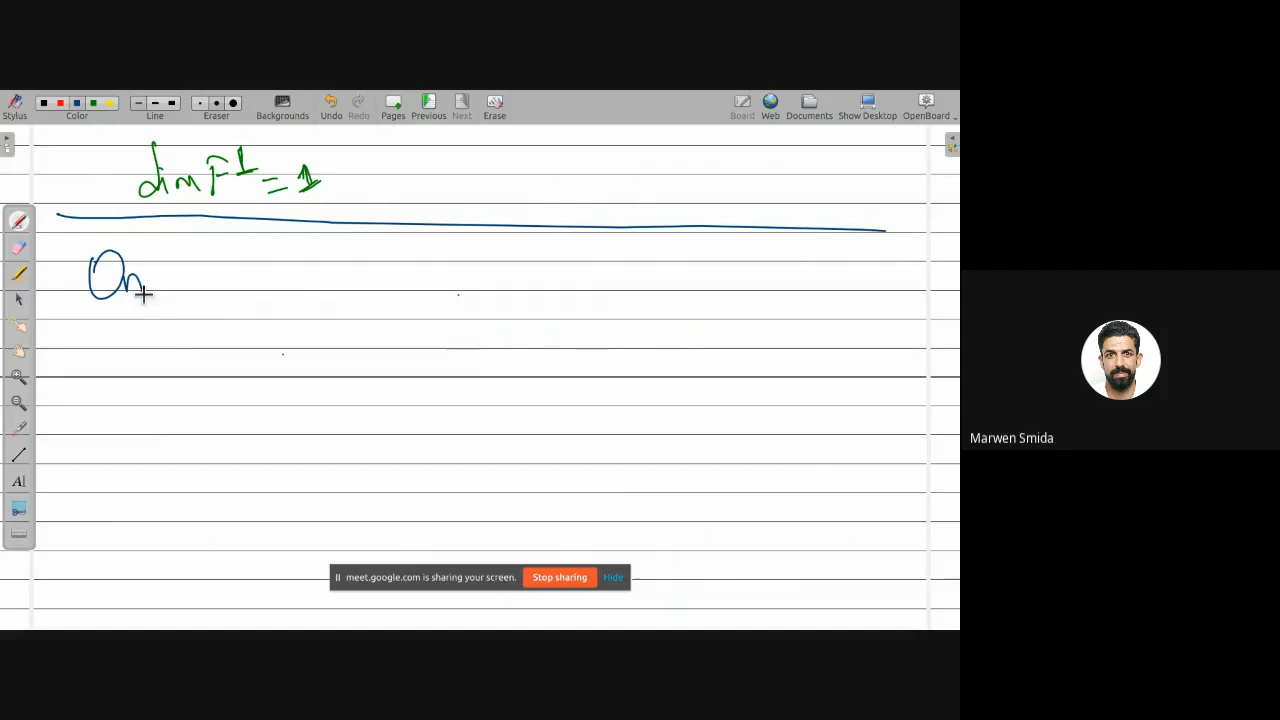 Stylus Color Line Eraser Backgrounds Undo Redo Pages Previous Next Erase Board Web Documents Show Desktop OpenBoard
dim F⊥ = 1
On
AI
Marwen Smida
meet.google.com is sharing your screen. Stop sharing Hide